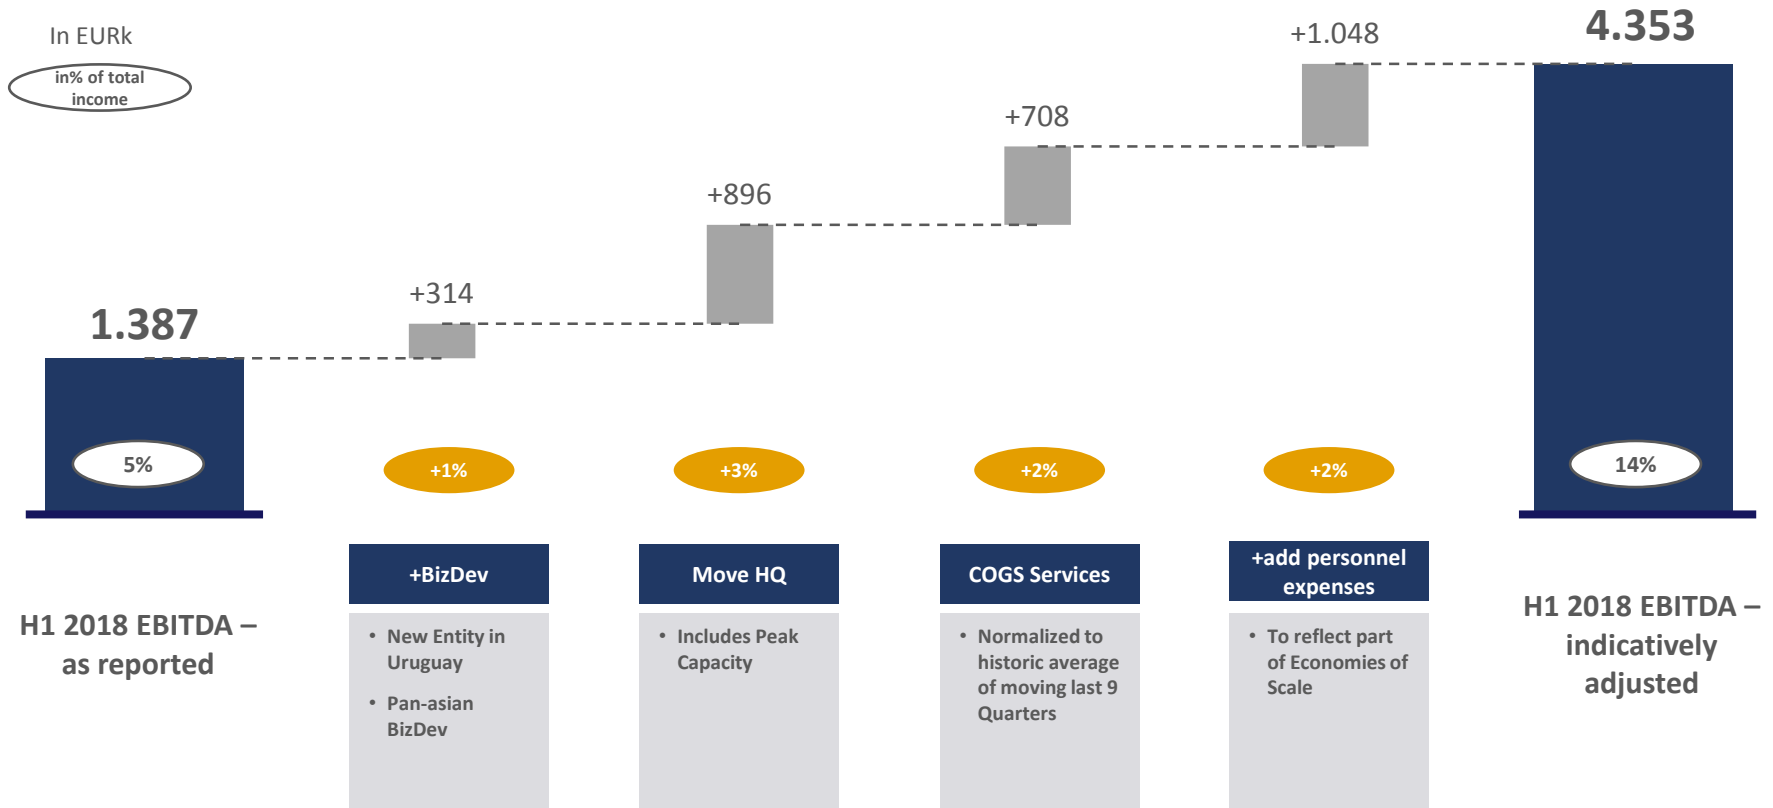 In EURk
in% of total
income
1.387
+314
+896
+708
+1.048
4.353
5%
+1%
+3%
+2%
+2%
14%
H1 2018 EBITDA –
as reported
+BizDev
• New Entity in
Uruguay
• Pan-asian
BizDev
Move HQ
• Includes Peak
Capacity
COGS Services
• Normalized to
historic average
of moving last 9
Quarters
+add personnel
expenses
• To reflect part
of Economies of
Scale
H1 2018 EBITDA –
indicatively
adjusted